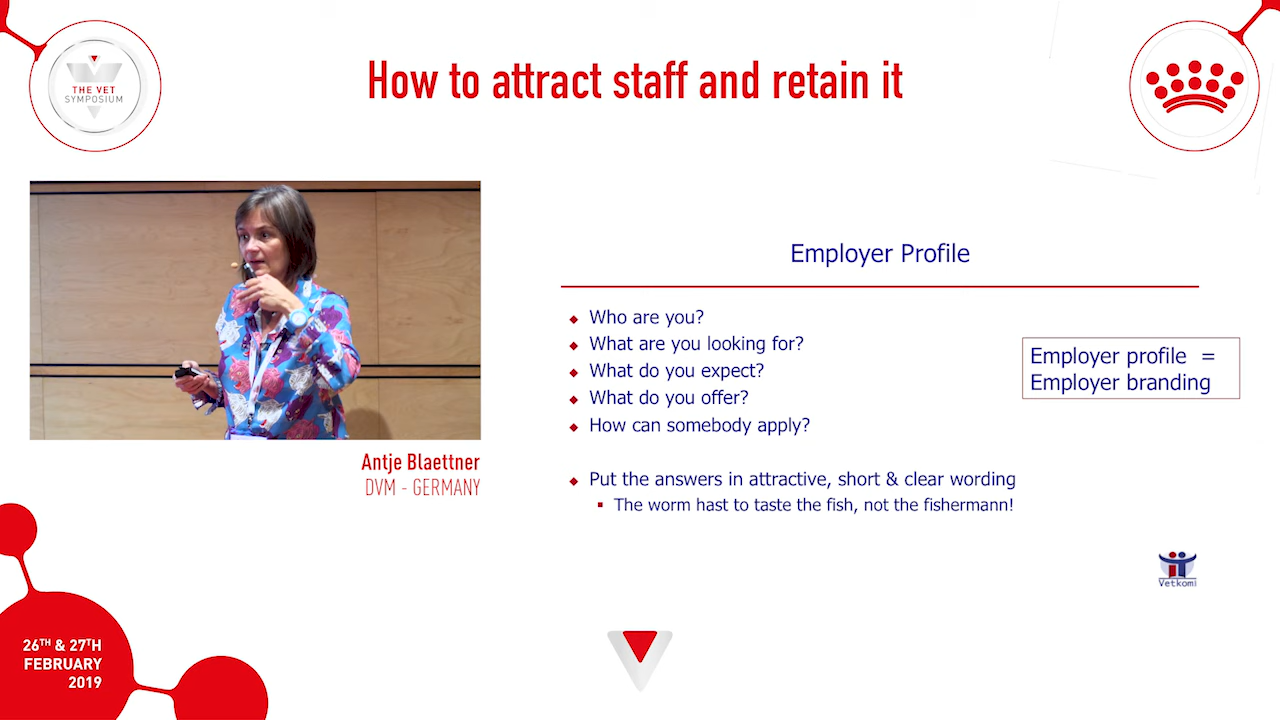 THE VET
SYMPOSIUM
How to attract staff and retain it
Antje Blaettner
DVM - GERMANY
Employer Profile
Who are you?
What are you looking for?
What do you expect?
What do you offer?
How can somebody apply?
Put the answers in attractive, short & clear wording
The worm hast to taste the fish, not the fishermann!
Employer profile =
Employer branding
Vetkomi
26TH & 27TH
FEBRUARY
2019